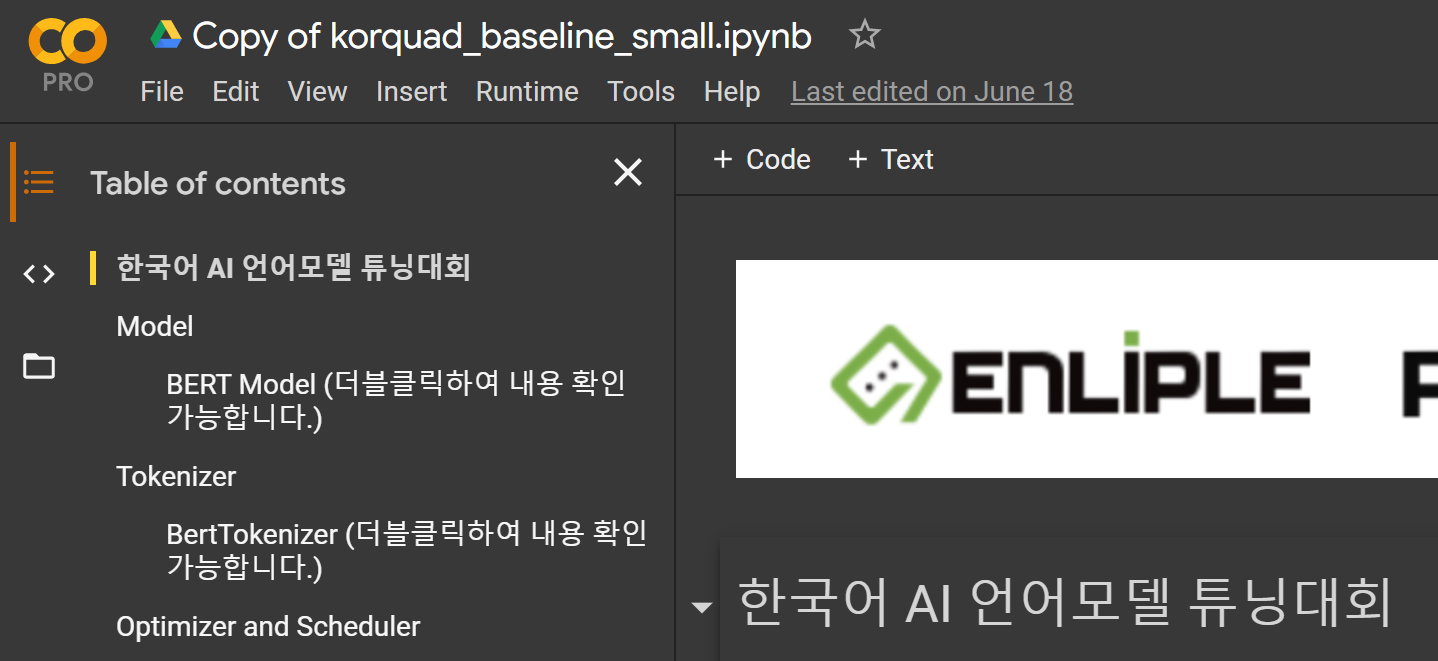 Copy of korquad_baseline_small.ipynb
PRO
File Edit View Insert Runtime Tools Help Last edited on June 18
Table of contents
+ Code + Text
한국어 AI 언어모델 튜닝대회
Model
BERT Model (더블클릭하여 내용 확인
가능합니다.)
Tokenizer
BertTokenizer (더블클릭하여 내용 확인
가능합니다.)
Optimizer and Scheduler
ENLIPLE
한국어 AI 언어모델 튜닝대회